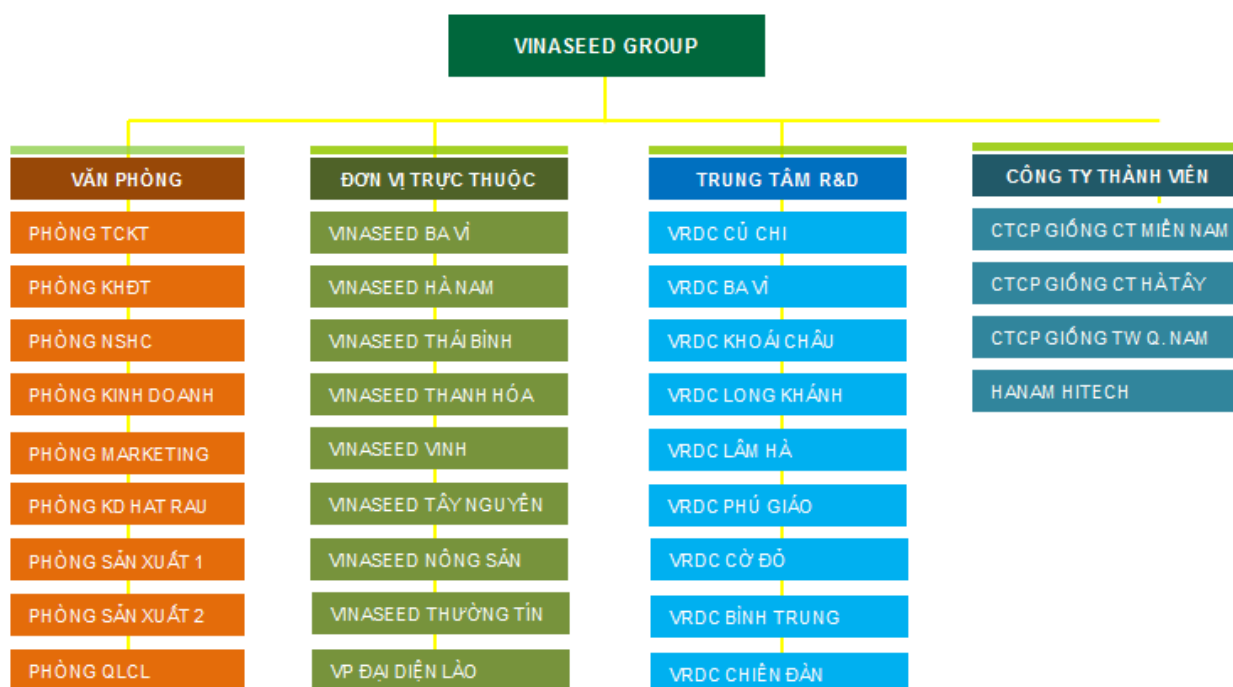 VINASEED GROUP
VĂN PHÒNG
PHÒNG TCKT
PHÒNG KHĐT
PHÒNG NSHC
PHÒNG KINH DOANH
PHÒNG MARKETING
PHÒNG KD HAT RAU
PHÒNG SẢN XUẤT 1
PHÒNG SẢN XUẤT 2
PHÒNG QLCL
ĐƠN VỊ TRỰC THUỘC
VINASEED BA VÌ
VINASEED HÀ NAM
VINASEED THÁI BÌNH
VINASEED THANH HÓA
VINASEED VINH
VINASEED TÂY NGUYÊN
VINASEED NÔNG SẢN
VINASEED THƯỜNG TÍN
VP ĐẠI DIỆN LÀO
TRUNG TÂM R&D
VRDC CỦ CHI
VRDC BA VÌ
VRDC KHOÁI CHÂU
VRDC LONG KHÁNH
VRDC LÂM HÀ
VRDC PHÚ GIÁO
VRDC CỜ ĐỎ
VRDC BÌNH TRUNG
VRDC CHIÊN ĐÀN
CÔNG TY THÀNH VIÊN
CTCP GIỐNG CT MIỀN NAM
CTCP GIỐNG CT HÀ TÂY
CTCP GIỐNG TW Q. NAM
HANAM HITECH